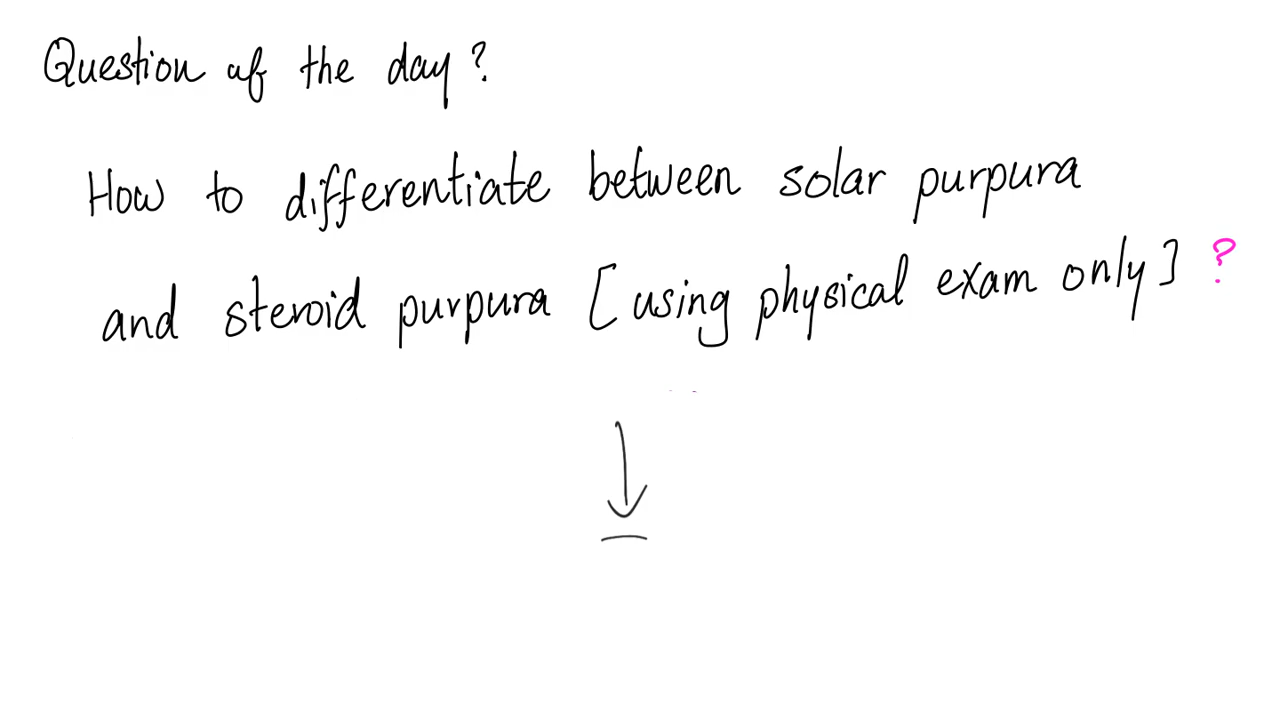 Question of the day?
How to differentiate between solar purpura
and steroid purpura [using physical exam only] ?